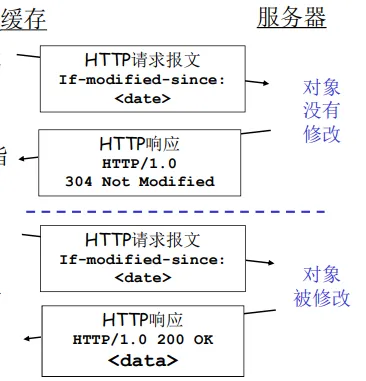 缓存
服务器
HTTP请求报文
If-modified-since:
<date>
对象
没有
修改
HTTP响应
HTTP/1.0
304 Not Modified
HTTP请求报文
If-modified-since:
<date>
对象
被修改
HTTP响应
HTTP/1.0 200 OK
<data>